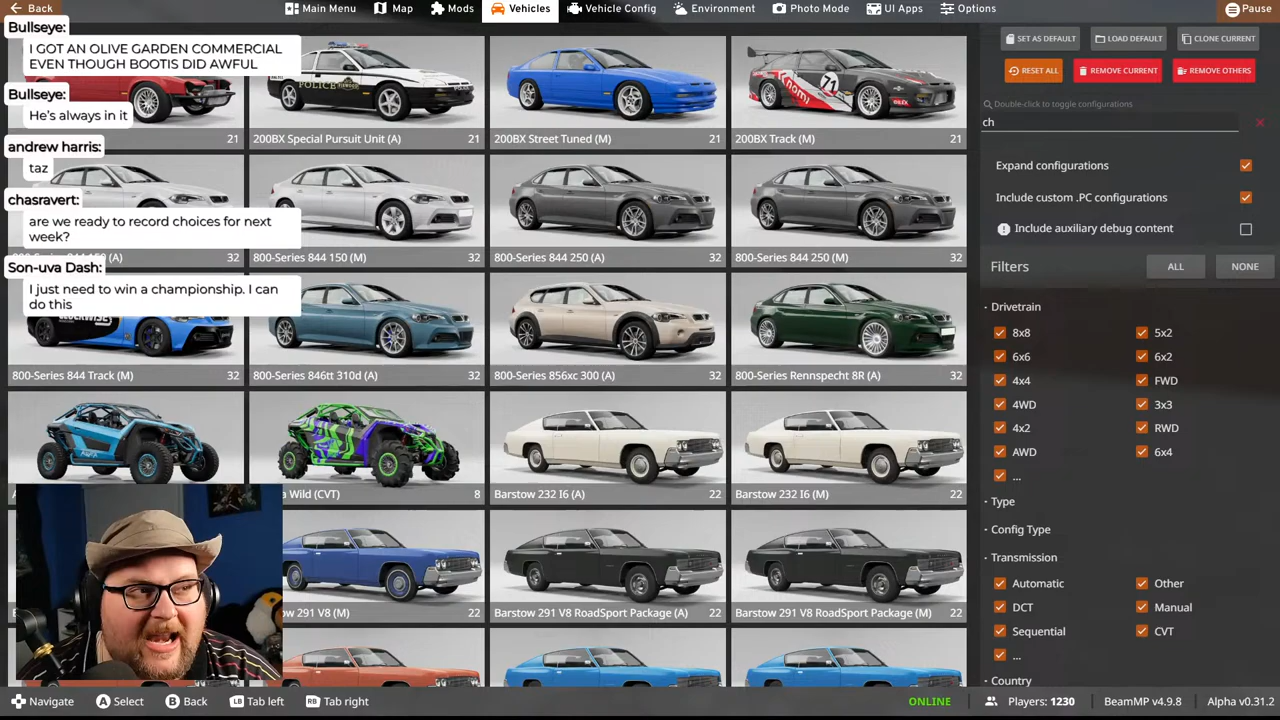 Back
Main Menu
Map
Mods
Vehicles
Vehicle Config
Environment
Photo Mode
UI Apps
Options
Pause
Bullseye:
I GOT AN OLIVE GARDEN COMMERCIAL
EVEN THOUGH BOOTIS DID AWFUL
Bullseye:
He's always in it
andrew harris:
taz
chasravert:
are we ready to record choices for next
week?
Son-uva Dash:
I just need to win a championship. I can
do this
POLICE
71
21
200BX Special Pursuit Unit (A) 21
200BX Street Tuned (M) 21
200BX Track (M) 21
32
800-Series 844 150 (M) 32
800-Series 844 250 (A) 32
800-Series 844 250 (M) 32
800-Series 844 Track (M) 32
800-Series 846tt 310d (A) 32
800-Series 856xc 300 (A) 32
800-Series Rennspecht 8R (A) 32
Wild (CVT) 8
Barstow 232 I6 (A) 22
Barstow 232 I6 (M) 22
V8 (M) 22
Barstow 291 V8 RoadSport Package (A) 22
Barstow 291 V8 RoadSport Package (M) 22
SET AS DEFAULT
LOAD DEFAULT
CLONE CURRENT
RESET ALL
REMOVE CURRENT
REMOVE OTHERS
Double-click to toggle configurations
ch
Expand configurations
Include custom .PC configurations
Include auxiliary debug content
Filters
ALL
NONE
- Drivetrain
8x8
5x2
6x6
6x2
4x4
FWD
4WD
3x3
4x2
RWD
AWD
6x4
...
- Type
- Config Type
- Transmission
Automatic
Other
DCT
Manual
Sequential
CVT
...
- Country
Navigate
A Select
B Back
LB Tab left
RB Tab right
ONLINE
Players: 1230
BeamMP v4.9.8
Alpha v0.31.2